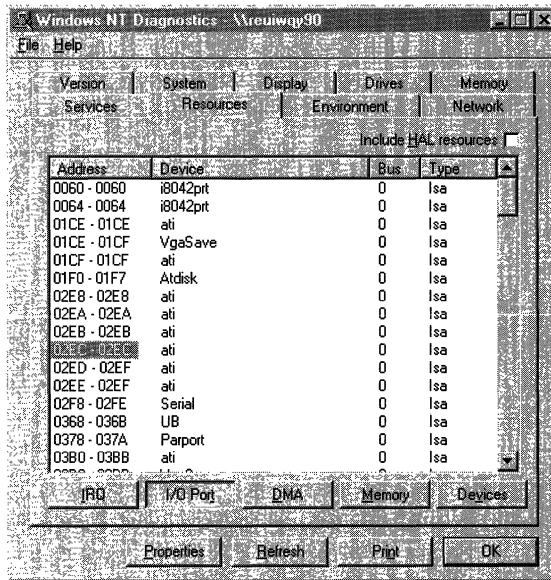 Windows NT Diagnostics - \\reuiwqy90
File Help
Version System Display Drives Memory
Services Resources Environment Network
Include HAL resources
Address Device Bus Type
0060 - 0060 i8042prt 0 Isa
0064 - 0064 i8042prt 0 Isa
01CE - 01CE ati 0 Isa
01CE - 01CF VgaSave 0 Isa
01CF - 01CF ati 0 Isa
01F0 - 01F7 Atdisk 0 Isa
02E8 - 02E8 ati 0 Isa
02EA - 02EA ati 0 Isa
02EB - 02EB ati 0 Isa
02EC - 02EC ati 0 Isa
02ED - 02EF ati 0 Isa
02EE - 02EF ati 0 Isa
02F8 - 02FE Serial 0 Isa
0368 - 036B UB 0 Isa
0378 - 037A Parport 0 Isa
03B0 - 03BB ati 0 Isa
IRQ I/O Port DMA Memory Devices
Properties Refresh Print OK